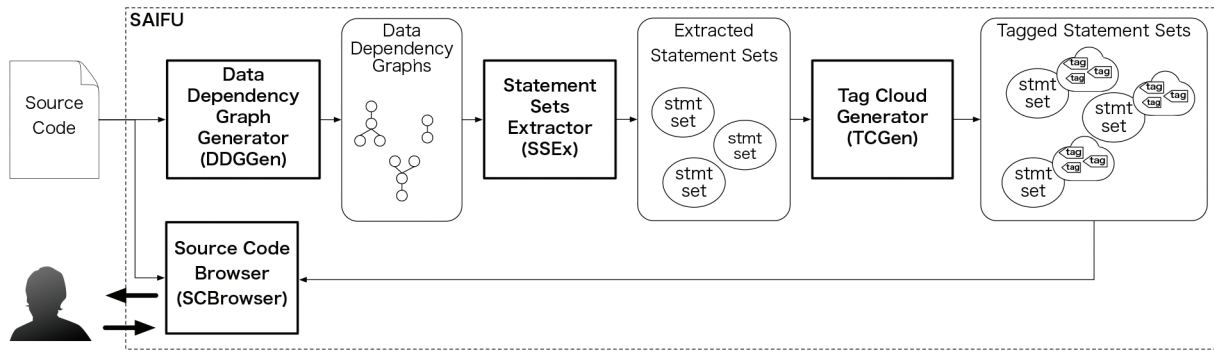 SAIFU
Source
Code
Data
Dependency
Graph
Generator
(DDGGen)
Data
Dependency
Graphs
Statement
Sets
Extractor
(SSEx)
Extracted
Statement Sets
stmt
set
stmt
set
stmt
set
Tag Cloud
Generator
(TCGen)
Tagged Statement Sets
stmt
set
tag
tag
tag
stmt
set
tag
tag
tag
stmt
set
tag
tag
tag
Source Code
Browser
(SCBrowser)